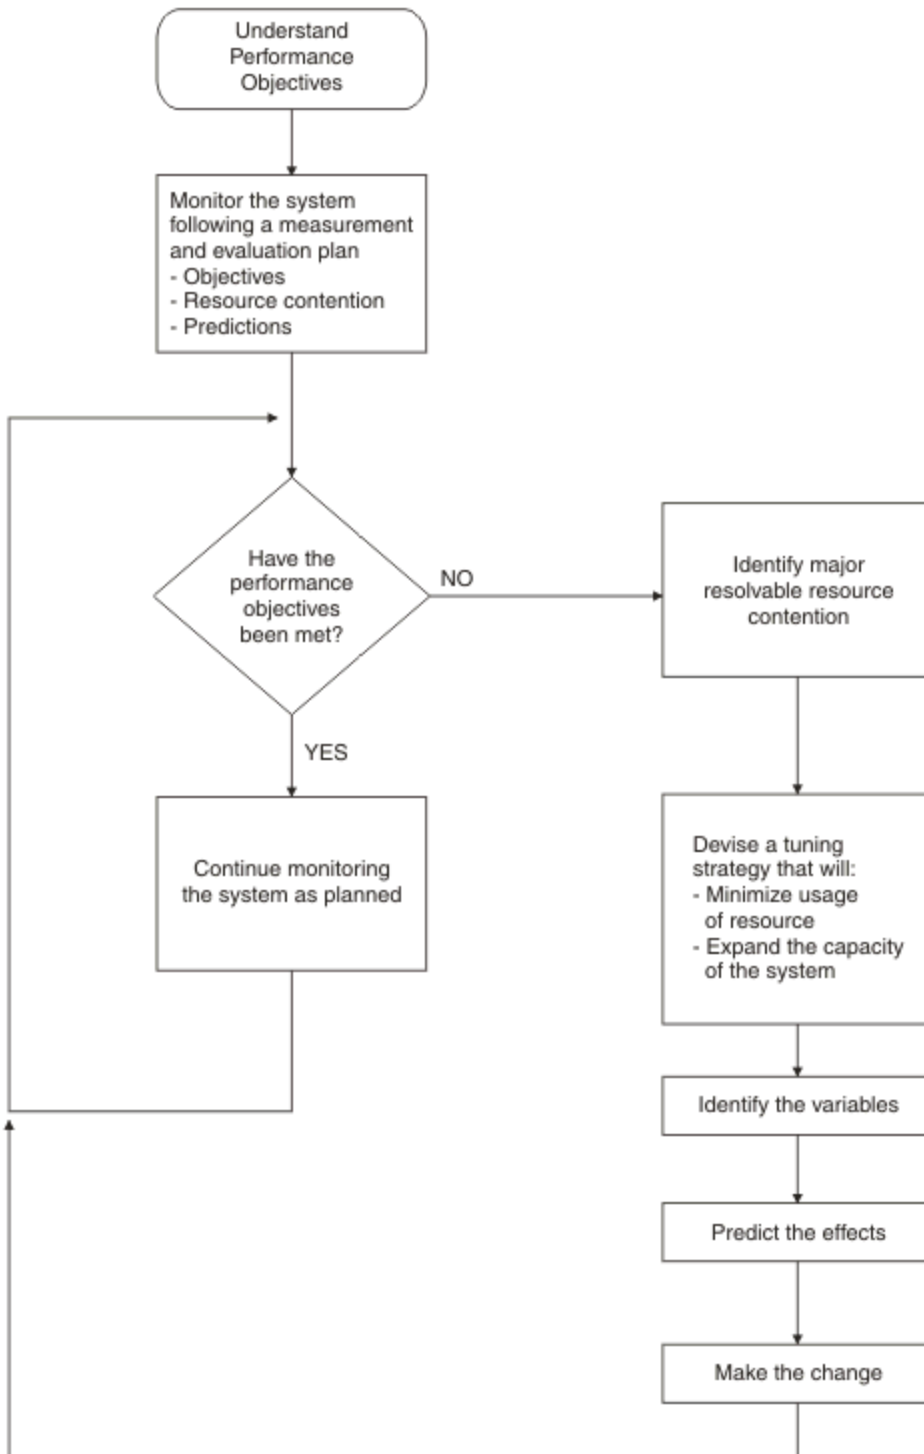 Understand
Performance
Objectives
Monitor the system
following a measurement
and evaluation plan
- Objectives
- Resource contention
- Predictions
Have the
performance
objectives
been met?
NO
Identify major
resolvable resource
contention
YES
Continue monitoring
the system as planned
Devise a tuning
strategy that will:
- Minimize usage
of resource
- Expand the capacity
of the system
Identify the variables
Predict the effects
Make the change